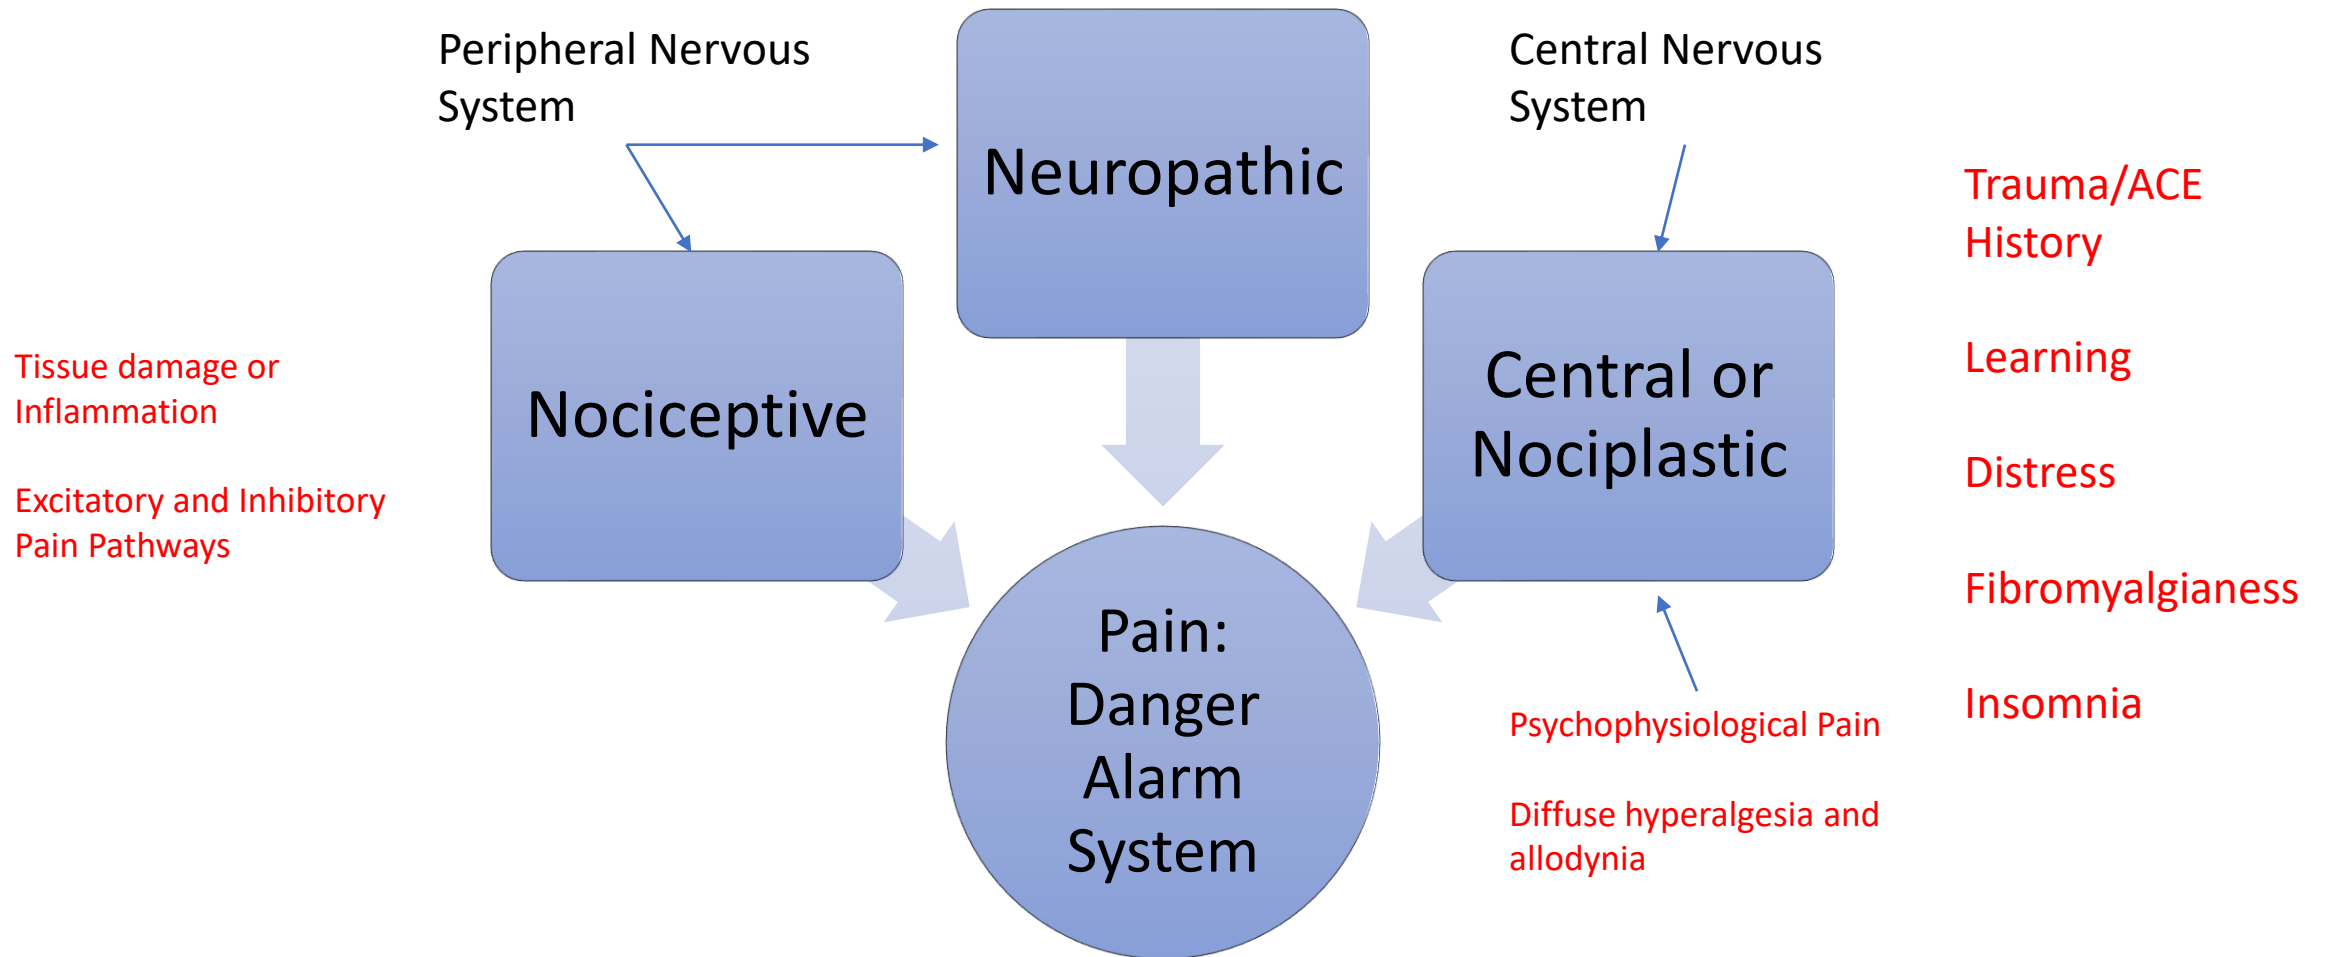 Peripheral Nervous
System
Neuropathic
Central Nervous
System
Trauma/ACE
History
Learning
Distress
Fibromyalgianess
Insomnia
Tissue damage or
Inflammation
Excitatory and Inhibitory
Pain Pathways
Nociceptive
Central or
Nociplastic
Pain:
Danger
Alarm
System
Psychophysiological Pain
Diffuse hyperalgesia and
allodynia